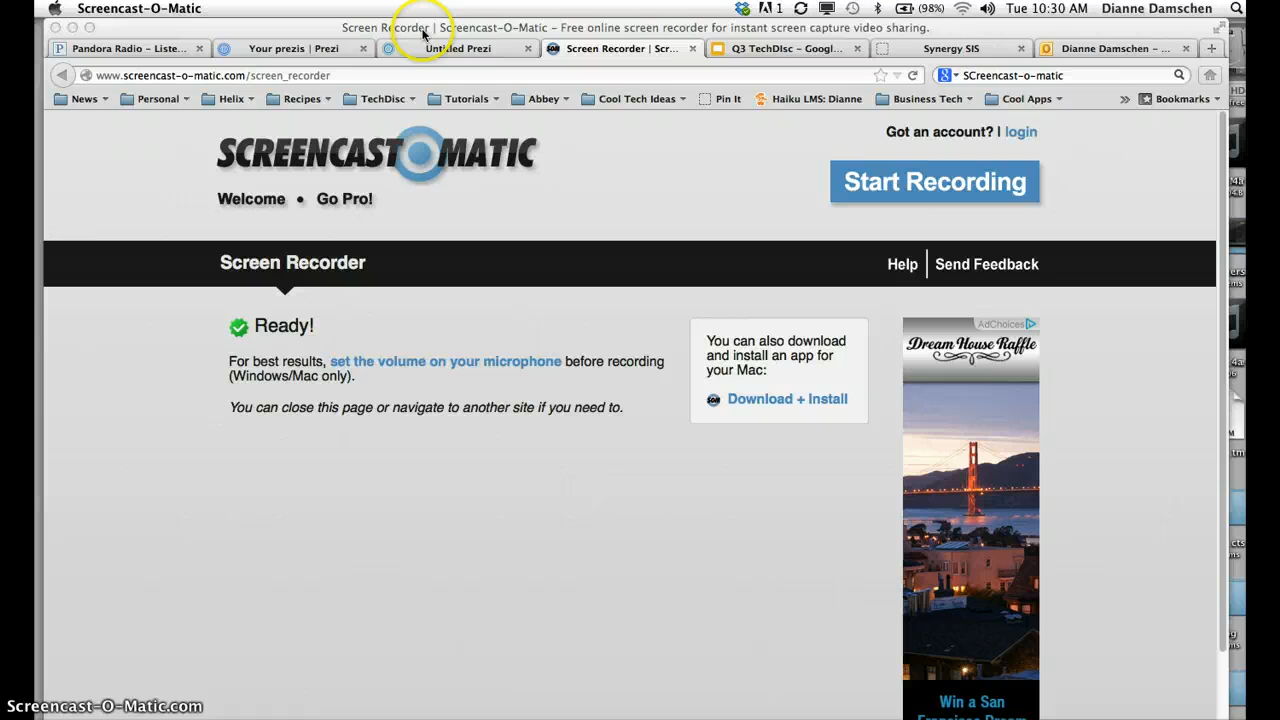 Screencast-O-Matic
1
(98%)
Tue 10:30 AM
Dianne Damschen
Screen Recorder | Screencast-O-Matic – Free online screen recorder for instant screen capture video sharing.
Pandora Radio – Liste...
Your prezis | Prezi
Untitled Prezi
Screen Recorder | Scr...
Q3 TechDIsc – Googl...
Synergy SIS
Dianne Damschen – ...
www.screencast-o-matic.com/screen_recorder
SCreencast-o-matic
News
Personal
Helix
Recipes
TechDisc
Tutorials
Abbey
Cool Tech Ideas
Pin It
Haiku LMS: Dianne
Business Tech
Cool Apps
Bookmarks
SCREENCAST O MATIC
Got an account? | login
Start Recording
Welcome • Go Pro!
Screen Recorder
Help
Send Feedback
Ready!
For best results, set the volume on your microphone before recording
(Windows/Mac only).
You can close this page or navigate to another site if you need to.
You can also download
and install an app for
your Mac:
SOM
Download + Install
AdChoices
Dream House Raffle
Win a San
Francisco Dream
Screencast-O-Matic.com